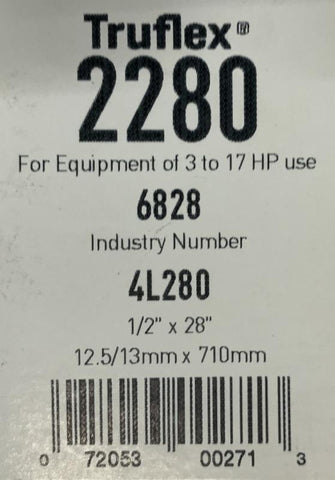 Truflex®
2280
For Equipment of 3 to 17 HP use
6828
Industry Number
4L280
1/2" x 28"
12.5/13mm x 710mm
0 72053 00271 3